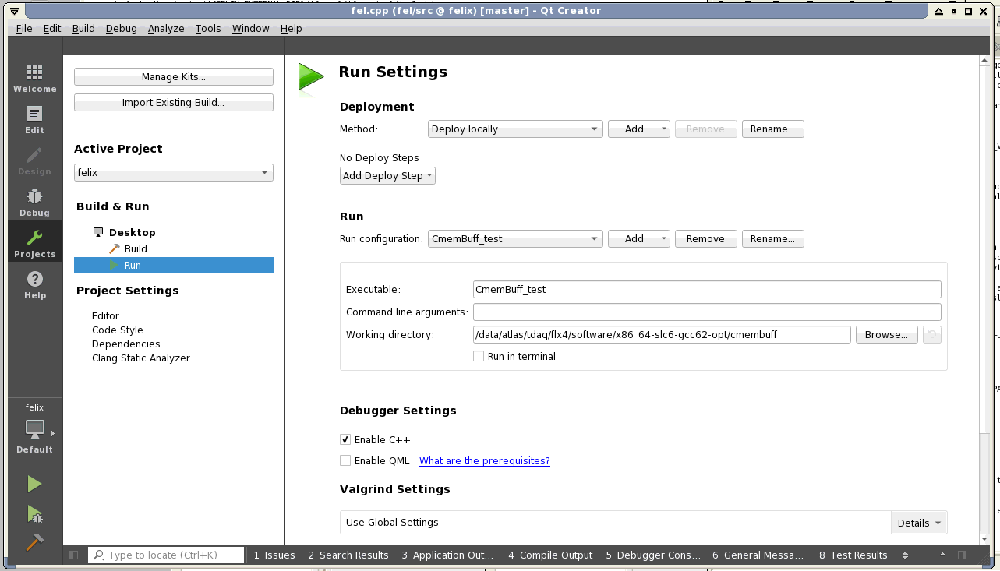 fel.cpp (fel/src @ felix) [master] - Qt Creator
File Edit Build Debug Analyze Tools Window Help
Welcome
Edit
Design
Debug
Projects
Help
felix
Default
Manage Kits...
Import Existing Build...
Active Project
felix
Build & Run
Desktop
Build
Run
Project Settings
Editor
Code Style
Dependencies
Clang Static Analyzer
Run Settings
Deployment
Method: Deploy locally Add Remove Rename...
No Deploy Steps
Add Deploy Step
Run
Run configuration: CmemBuff_test Add Remove Rename...
Executable: CmemBuff_test
Command line arguments:
Working directory: /data/atlas/tdaq/flx4/software/x86_64-slc6-gcc62-opt/cmembuff Browse...
Run in terminal
Debugger Settings
Enable C++
Enable QML What are the prerequisites?
Valgrind Settings
Use Global Settings Details
Type to locate (Ctrl+K) 1 Issues 2 Search Results 3 Application Out... 4 Compile Output 5 Debugger Cons... 6 General Messa... 8 Test Results